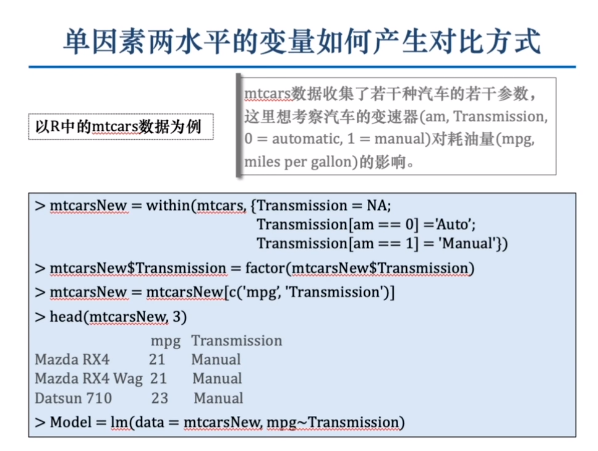 单因素两水平的变量如何产生对比方式
以R中的mtcars数据为例
mtcars数据收集了若干种汽车的若干参数，
这里想考察汽车的变速器(am, Transmission,
0 = automatic, 1 = manual)对耗油量(mpg,
miles per gallon)的影响。
> mtcarsNew = within(mtcars, {Transmission = NA;
Transmission[am == 0] ='Auto’;
Transmission[am == 1] = 'Manual'})
> mtcarsNew$Transmission = factor(mtcarsNew$Transmission)
> mtcarsNew = mtcarsNew[c('mpg’, 'Transmission')]
> head(mtcarsNew, 3)
mpg Transmission
Mazda RX4 21 Manual
Mazda RX4 Wag 21 Manual
Datsun 710 23 Manual
> Model = lm(data = mtcarsNew, mpg~Transmission)